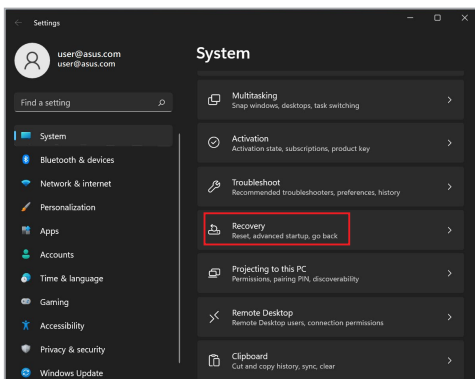 Settings
user@asus.com
user@asus.com
Find a setting
System
Bluetooth & devices
Network & internet
Personalization
Apps
Accounts
Time & language
Gaming
Accessibility
Privacy & security
Windows Update
System
Multitasking
Snap windows, desktops, task switching
Activation
Activation state, subscriptions, product key
Troubleshoot
Recommended troubleshooters, preferences, history
Recovery
Reset, advanced startup, go back
Projecting to this PC
Permissions, pairing PIN, discoverability
Remote Desktop
Remote Desktop users, connection permissions
Clipboard
Cut and copy history, sync, clear